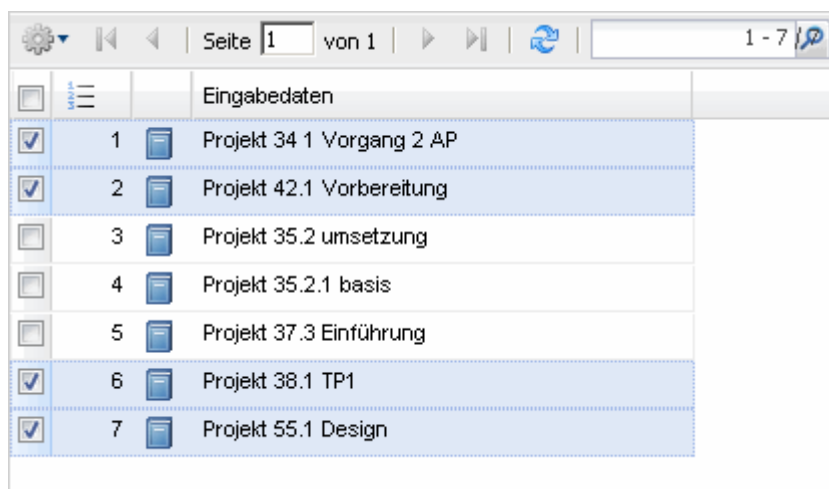 Seite 1 von 1 1 - 7 /
Eingabedaten
1 Projekt 34 1 Vorgang 2 AP
2 Projekt 42.1 Vorbereitung
3 Projekt 35.2 umsetzung
4 Projekt 35.2.1 basis
5 Projekt 37.3 Einführung
6 Projekt 38.1 TP1
7 Projekt 55.1 Design